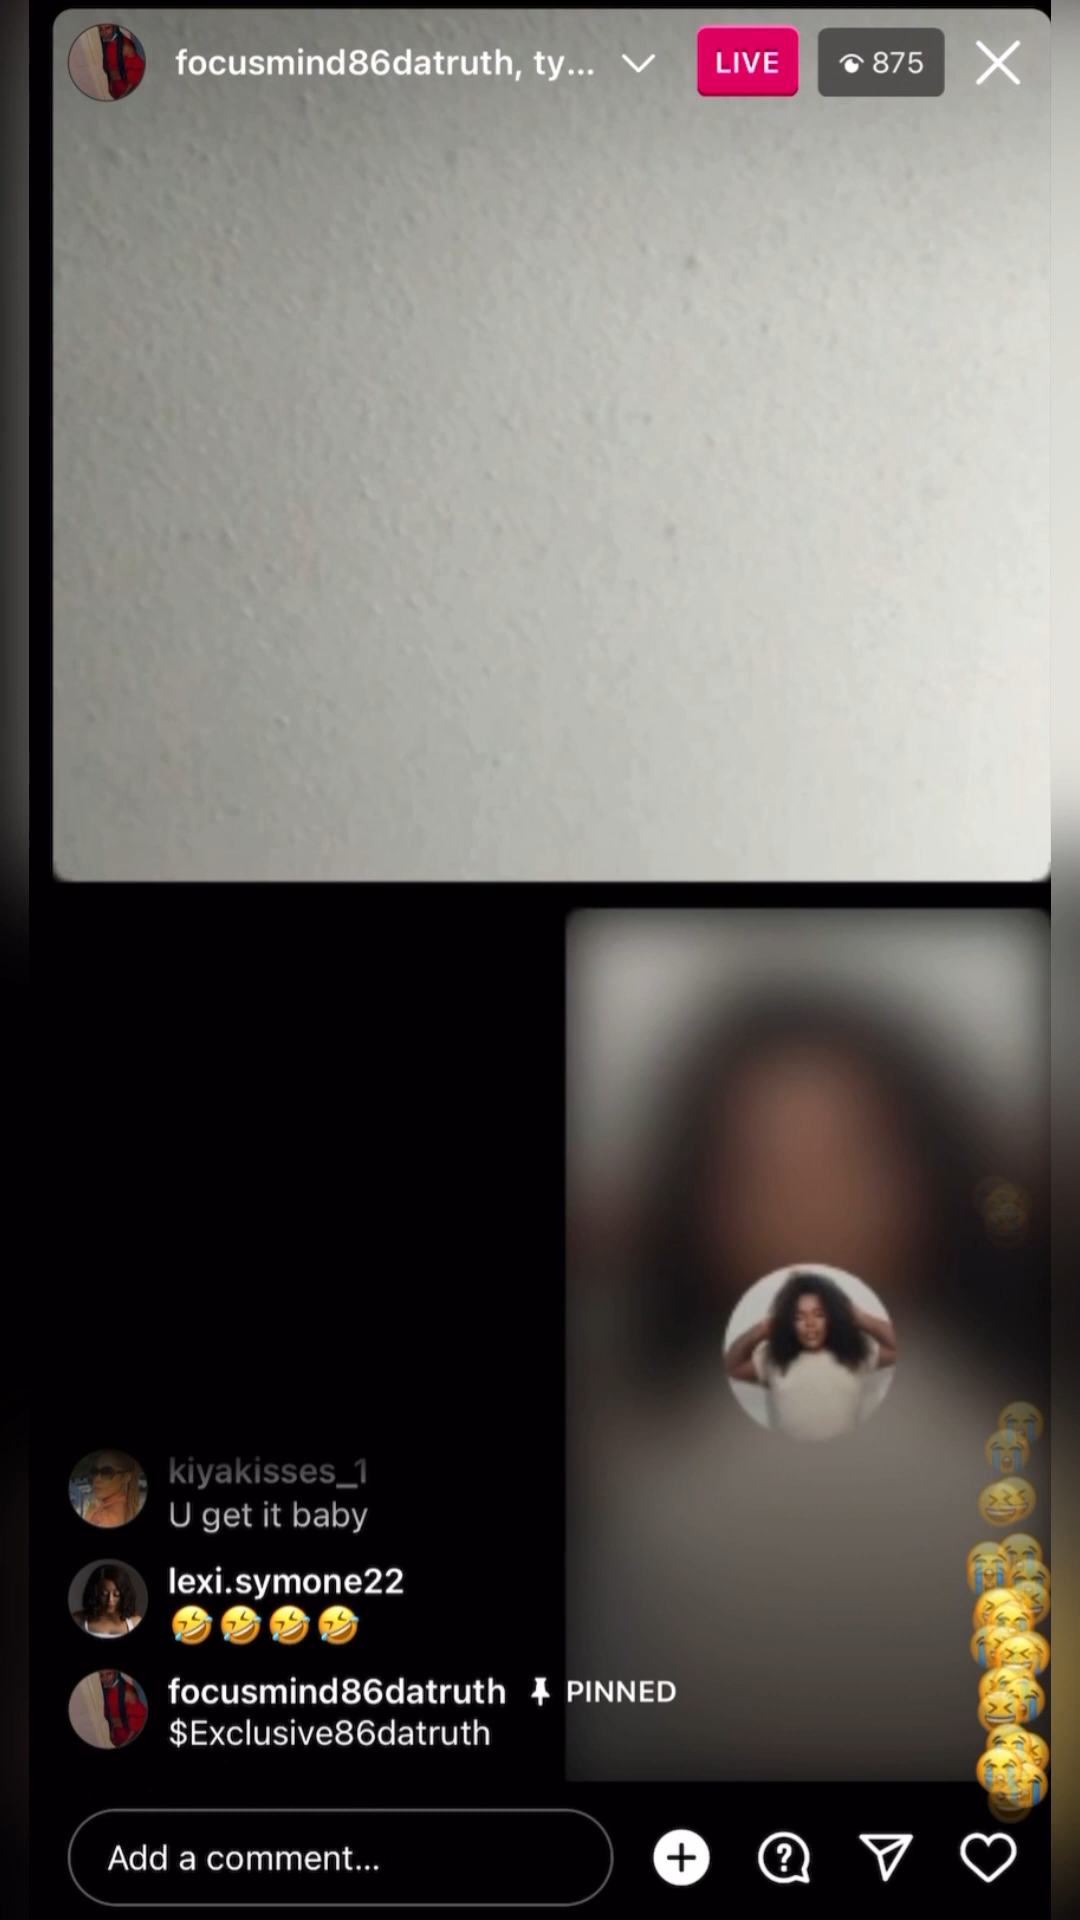 focusmind86datruth, ty...
LIVE
875
kiyakisses_1
U get it baby
lexi.symone22
🤣🤣🤣🤣
focusmind86datruth PINNED
$Exclusive86datruth
Add a comment...